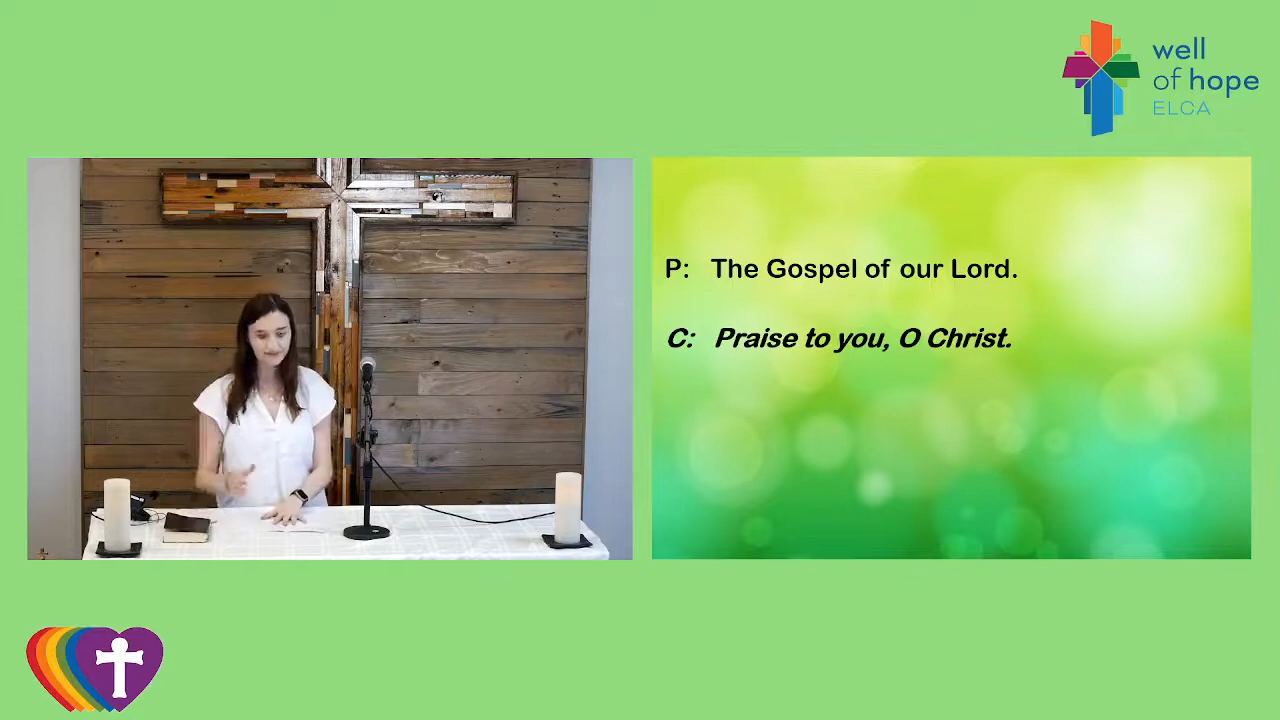 well
of hope
ELCA
P: The Gospel of our Lord.
C: Praise to you, O Christ.